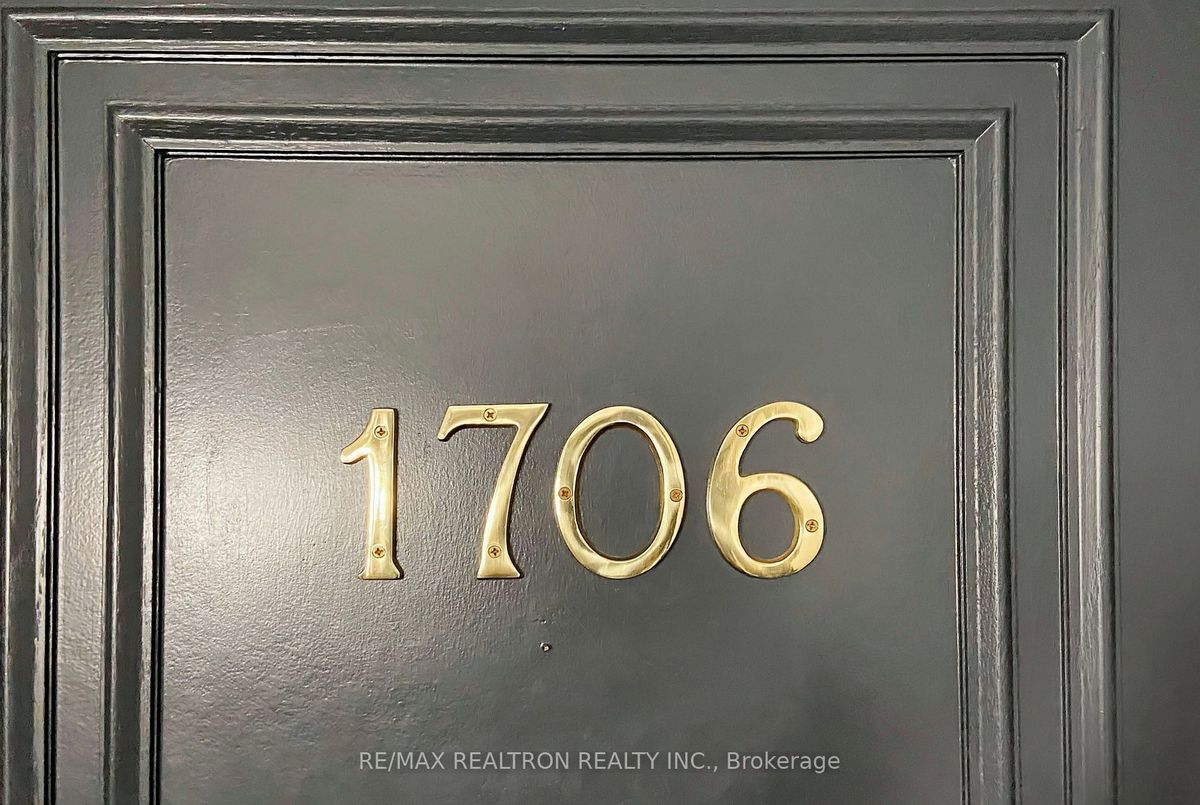 1706
RE/MAX REALTRON REALTY INC., Brokerage